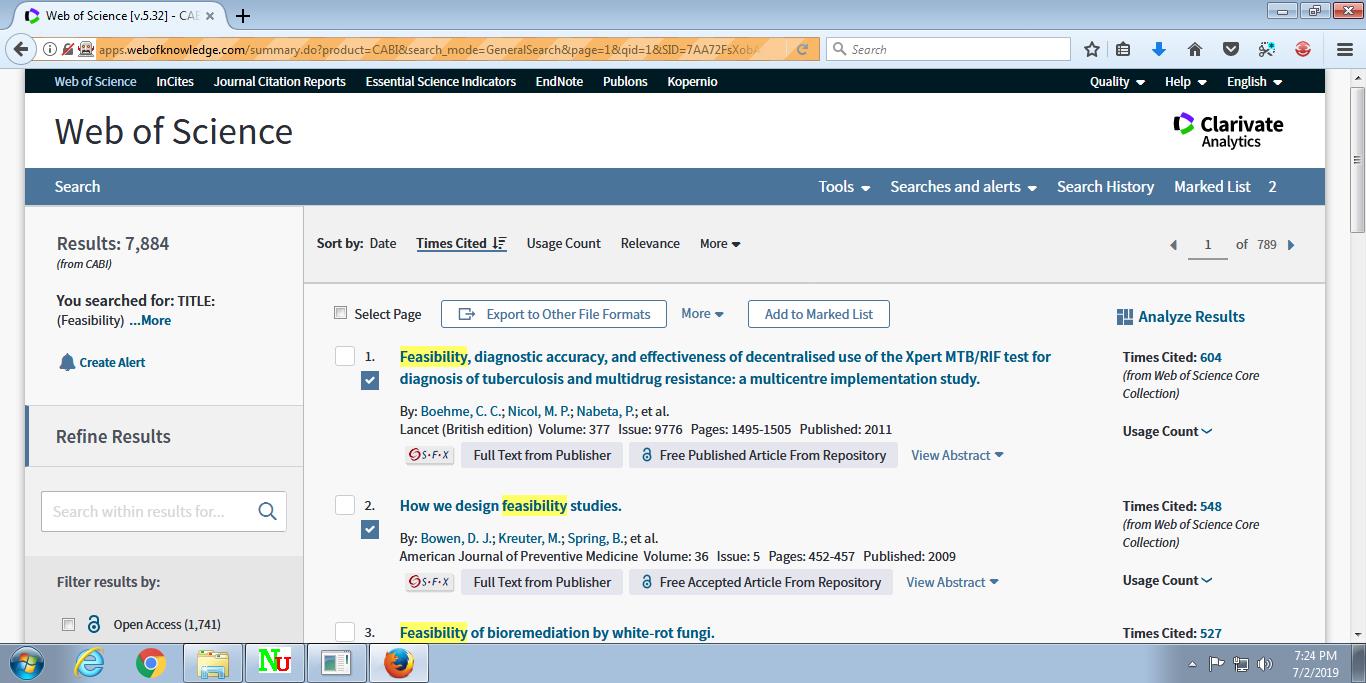 Web of Science [v.5.32] - CAB
apps.webofknowledge.com/summary.do?product=CABI&search_mode=GeneralSearch&page=1&qid=1&SID=7AA72FsXob
Search
Web of Science InCites Journal Citation Reports Essential Science Indicators EndNote Publons Kopernio Quality Help English
Web of Science
Clarivate
Analytics
Search Tools Searches and alerts Search History Marked List 2
Results: 7,884
(from CABI)
You searched for: TITLE:
(Feasibility) ...More
Create Alert
Refine Results
Search within results for...
Filter results by:
Open Access (1,741)
Sort by: Date Times Cited Usage Count Relevance More
1 of 789
Select Page Export to Other File Formats More Add to Marked List
Analyze Results
1. Feasibility, diagnostic accuracy, and effectiveness of decentralised use of the Xpert MTB/RIF test for
diagnosis of tuberculosis and multidrug resistance: a multicentre implementation study.
By: Boehme, C. C.; Nicol, M. P.; Nabeta, P.; et al.
Lancet (British edition) Volume: 377 Issue: 9776 Pages: 1495-1505 Published: 2011
S·F·X Full Text from Publisher Free Published Article From Repository View Abstract
Times Cited: 604
(from Web of Science Core
Collection)
Usage Count
2. How we design feasibility studies.
By: Bowen, D. J.; Kreuter, M.; Spring, B.; et al.
American Journal of Preventive Medicine Volume: 36 Issue: 5 Pages: 452-457 Published: 2009
S·F·X Full Text from Publisher Free Accepted Article From Repository View Abstract
Times Cited: 548
(from Web of Science Core
Collection)
Usage Count
3. Feasibility of bioremediation by white-rot fungi.
Times Cited: 527
NU
7:24 PM
7/2/2019